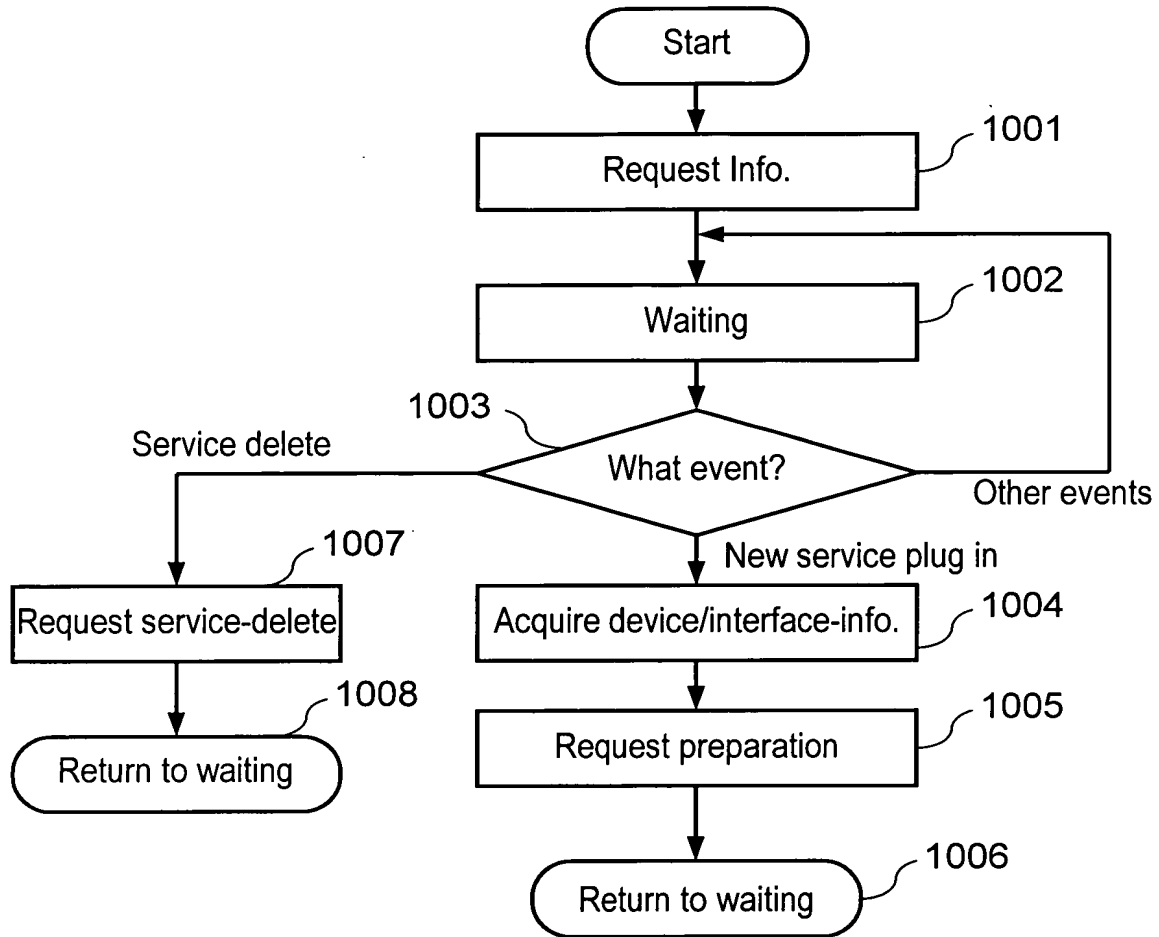 Start
1001
Request Info.
1002
Waiting
1003
Service delete
What event?
Other events
1007
New service plug in
1004
Request service-delete
Acquire device/interface-info.
1008
1005
Return to waiting
Request preparation
1006
Return to waiting